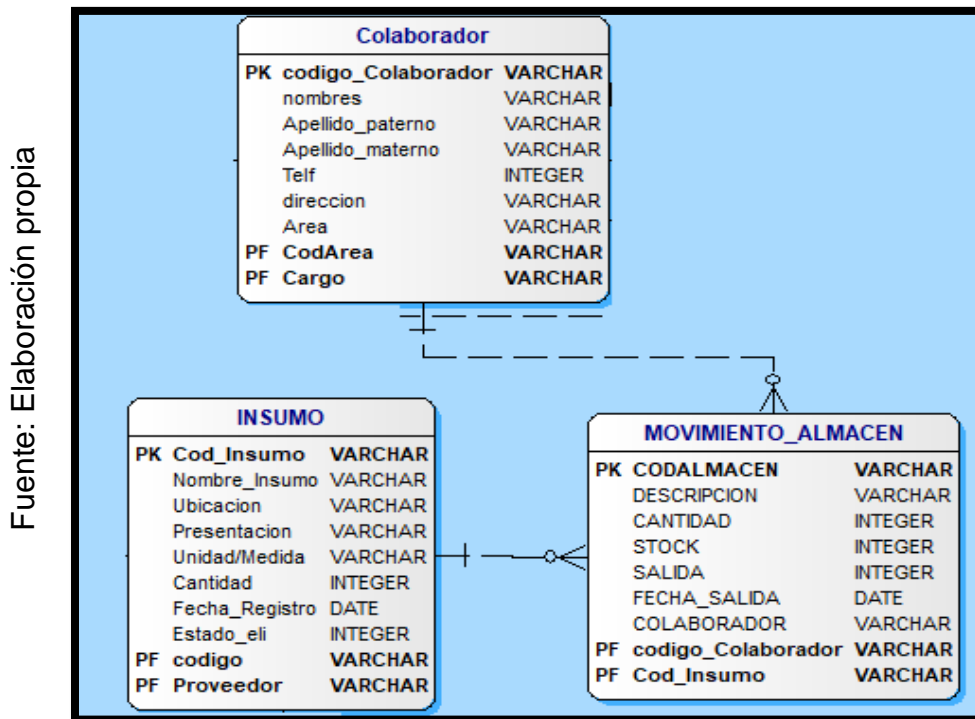 Fuente: Elaboración propia
Colaborador
PK codigo_Colaborador VARCHAR
nombres VARCHAR
Apellido_paterno VARCHAR
Apellido_materno VARCHAR
Telf INTEGER
direccion VARCHAR
Area VARCHAR
PF CodArea VARCHAR
PF Cargo VARCHAR
INSUMO
PK Cod_Insumo VARCHAR
Nombre_Insumo VARCHAR
Ubicacion VARCHAR
Presentacion VARCHAR
Unidad/Medida VARCHAR
Cantidad INTEGER
Fecha_Registro DATE
Estado_eli INTEGER
PF codigo VARCHAR
PF Proveedor VARCHAR
MOVIMIENTO_ALMACEN
PK CODALMACEN VARCHAR
DESCRIPCION VARCHAR
CANTIDAD INTEGER
STOCK INTEGER
SALIDA INTEGER
FECHA_SALIDA DATE
COLABORADOR VARCHAR
PF codigo_Colaborador VARCHAR
PF Cod_Insumo VARCHAR